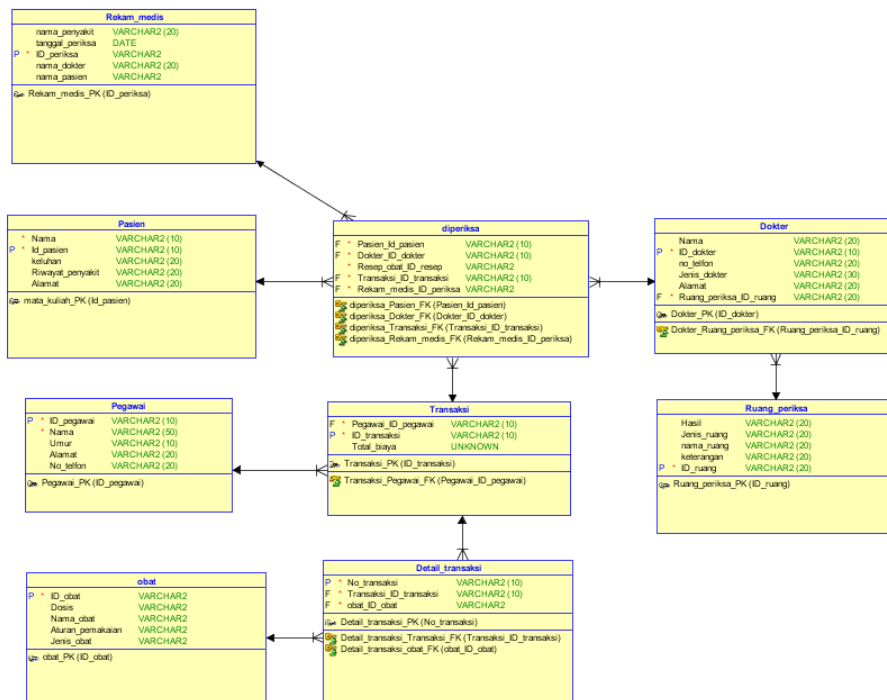 Rekam_medis
nama_penyakit VARCHAR2 (20)
tanggal_periksa DATE
P * ID_periksa VARCHAR2
nama_dokter VARCHAR2 (20)
nama_pasien VARCHAR2
Rekam_medis_PK (ID_periksa)
Pasien
* Nama VARCHAR2 (10)
P * Id_pasien VARCHAR2 (10)
keluhan VARCHAR2 (20)
Riwayat_penyakit VARCHAR2 (20)
Alamat VARCHAR2 (20)
mata_kuliah_PK (Id_pasien)
diperiksa
F * Pasien_Id_pasien VARCHAR2 (10)
F * Dokter_ID_dokter VARCHAR2 (10)
* Resep_obat_ID_resep VARCHAR2
F * Transaksi_ID_transaksi VARCHAR2 (10)
F * Rekam_medis_ID_periksa VARCHAR2
diperiksa_Pasien_FK (Pasien_Id_pasien)
diperiksa_Dokter_FK (Dokter_ID_dokter)
diperiksa_Transaksi_FK (Transaksi_ID_transaksi)
diperiksa_Rekam_medis_FK (Rekam_medis_ID_periksa)
Dokter
Nama VARCHAR2 (20)
P * ID_dokter VARCHAR2 (10)
no_telfon VARCHAR2 (20)
Jenis_dokter VARCHAR2 (30)
Alamat VARCHAR2 (20)
F * Ruang_periksa_ID_ruang VARCHAR2 (20)
Dokter_PK (ID_dokter)
Dokter_Ruang_periksa_FK (Ruang_periksa_ID_ruang)
Pegawai
P * ID_pegawai VARCHAR2 (10)
* Nama VARCHAR2 (50)
Umur VARCHAR2 (10)
Alamat VARCHAR2 (20)
No_telfon VARCHAR2 (20)
Pegawai_PK (ID_pegawai)
Transaksi
F * Pegawai_ID_pegawai VARCHAR2 (10)
P * ID_transaksi VARCHAR2 (10)
Total_biaya UNKNOWN
Transaksi_PK (ID_transaksi)
Transaksi_Pegawai_FK (Pegawai_ID_pegawai)
Ruang_periksa
Hasil VARCHAR2 (20)
Jenis_ruang VARCHAR2 (20)
nama_ruang VARCHAR2 (20)
keterangan VARCHAR2 (20)
P * ID_ruang VARCHAR2 (20)
Ruang_periksa_PK (ID_ruang)
obat
P * ID_obat VARCHAR2
Dosis VARCHAR2
Nama_obat VARCHAR2
Aturan_pemakaian VARCHAR2
Jenis_obat VARCHAR2
obat_PK (ID_obat)
Detail_transaksi
P * No_transaksi VARCHAR2 (10)
F * Transaksi_ID_transaksi VARCHAR2 (10)
F * obat_ID_obat VARCHAR2
Detail_transaksi_PK (No_transaksi)
Detail_transaksi_Transaksi_FK (Transaksi_ID_transaksi)
Detail_transaksi_obat_FK (obat_ID_obat)